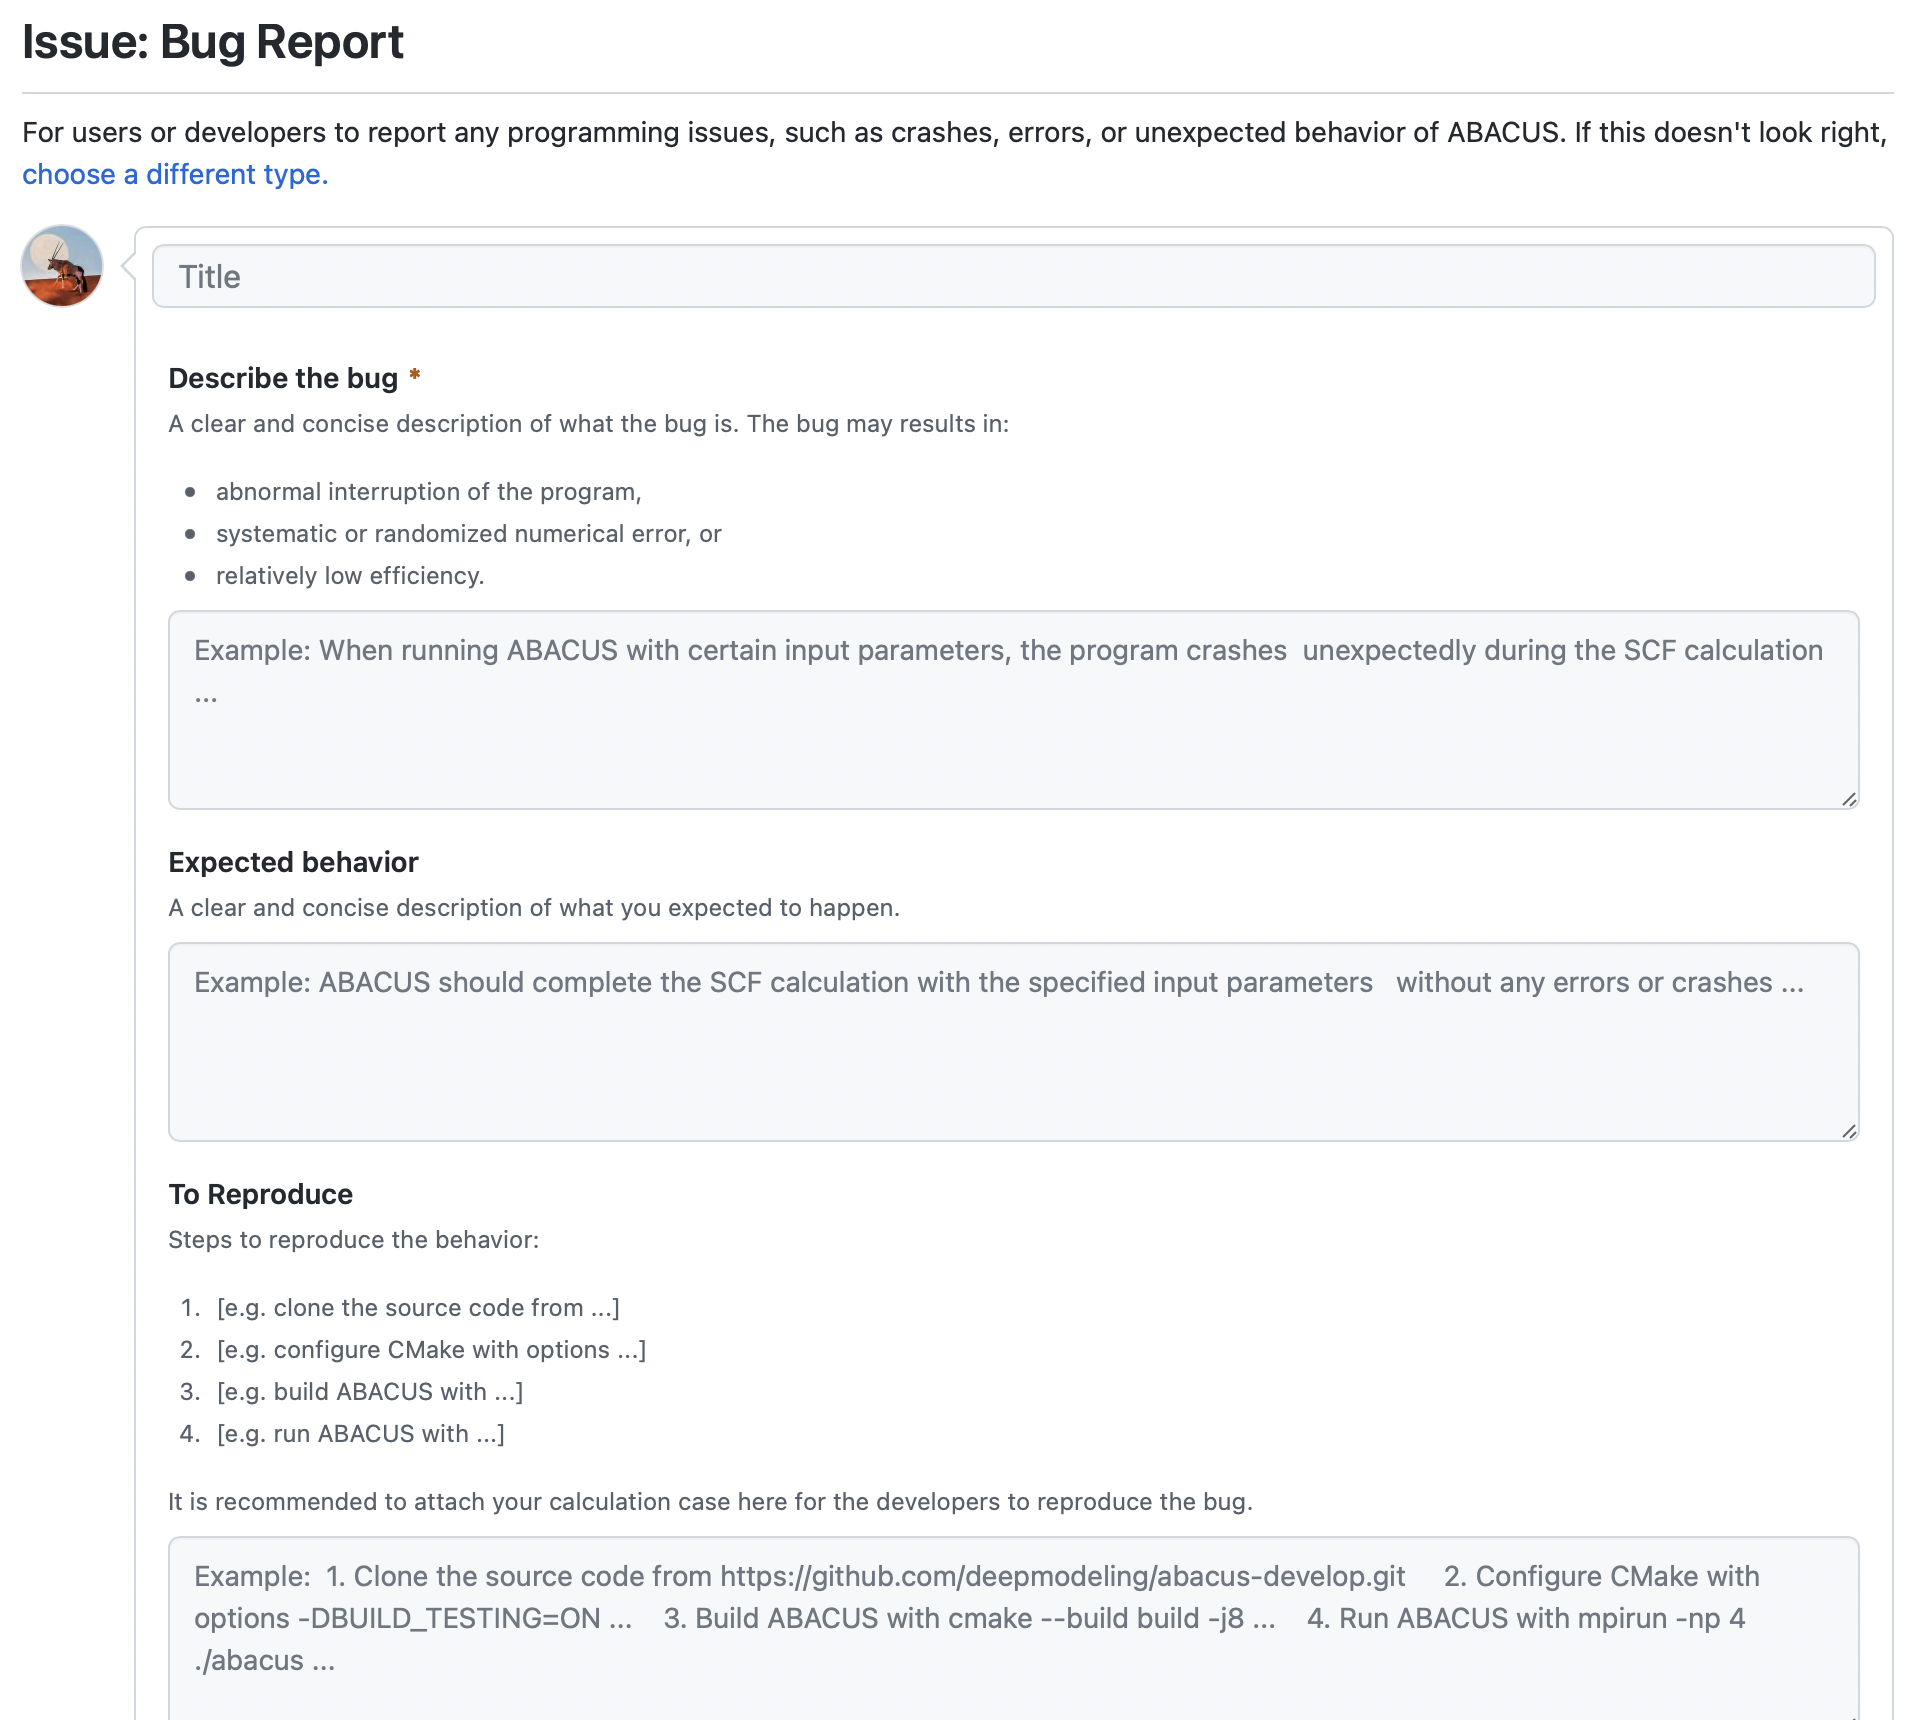 Issue: Bug Report
For users or developers to report any programming issues, such as crashes, errors, or unexpected behavior of ABACUS. If this doesn't look right,
choose a different type.
Title
Describe the bug *
A clear and concise description of what the bug is. The bug may results in:
• abnormal interruption of the program,
• systematic or randomized numerical error, or
• relatively low efficiency.
Example: When running ABACUS with certain input parameters, the program crashes  unexpectedly during the SCF calculation
...
Expected behavior
A clear and concise description of what you expected to happen.
Example: ABACUS should complete the SCF calculation with the specified input parameters   without any errors or crashes ...
To Reproduce
Steps to reproduce the behavior:
1. [e.g. clone the source code from ...]
2. [e.g. configure CMake with options ...]
3. [e.g. build ABACUS with ...]
4. [e.g. run ABACUS with ...]
It is recommended to attach your calculation case here for the developers to reproduce the bug.
Example:  1. Clone the source code from https://github.com/deepmodeling/abacus-develop.git     2. Configure CMake with
options -DBUILD_TESTING=ON ...    3. Build ABACUS with cmake --build build -j8 ...    4. Run ABACUS with mpirun -np 4
./abacus ...